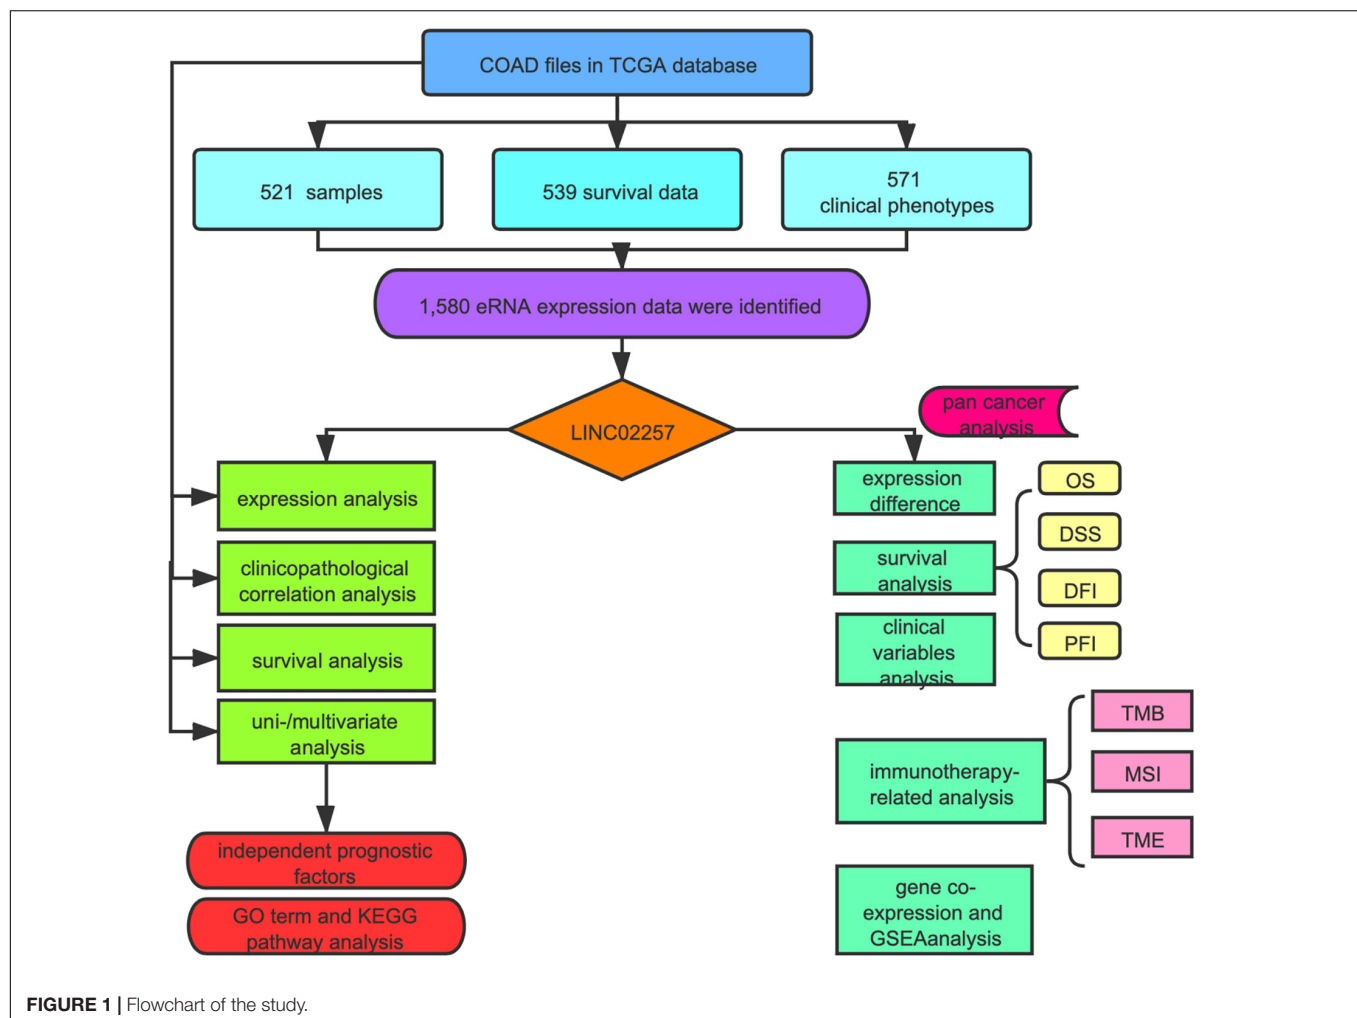 COAD files in TCGA database
521 samples
539 survival data
571
clinical phenotypes
1,580 eRNA expression data were identified
LINC02257
pan cancer
analysis
expression analysis
clinicopathological
correlation analysis
survival analysis
uni-/multivariate
analysis
independent prognostic
factors
GO term and KEGG
pathway analysis
expression
difference
survival
analysis
OS
DSS
DFI
PFI
clinical
variables
analysis
immunotherapy-
related analysis
TMB
MSI
TME
gene co-
expression and
GSEAanalysis
FIGURE 1 | Flowchart of the study.